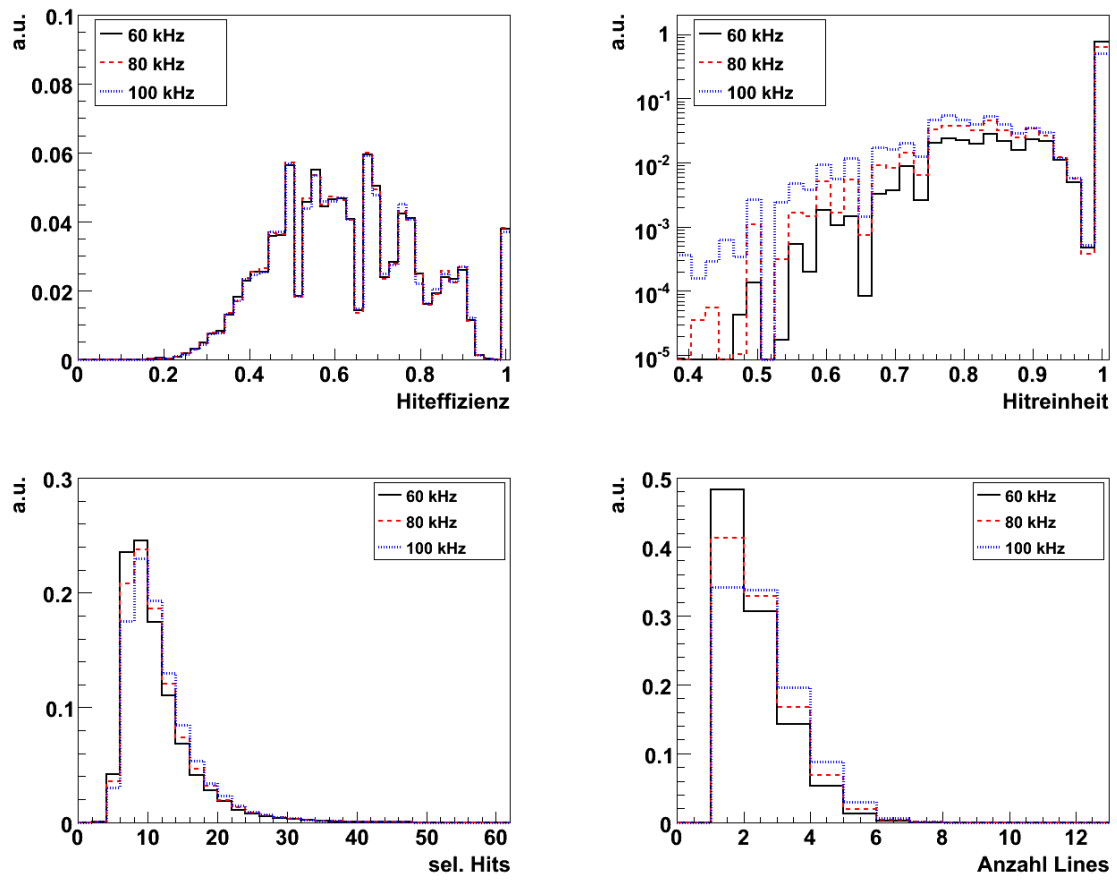 a.u.
0.1
0.08
0.06
0.04
0.02
0
60 kHz
80 kHz
100 kHz
0
0.2
0.4
0.6
0.8
1
Hiteffizienz
a.u.
1
10-1
10-2
10-3
10-4
10-5
60 kHz
80 kHz
100 kHz
0.4
0.5
0.6
0.7
0.8
0.9
1
Hitreinheit
a.u.
0.3
0.2
0.1
0
60 kHz
80 kHz
100 kHz
0
10
20
30
40
50
60
sel. Hits
a.u.
0.5
0.4
0.3
0.2
0.1
0
60 kHz
80 kHz
100 kHz
0
2
4
6
8
10
12
Anzahl Lines